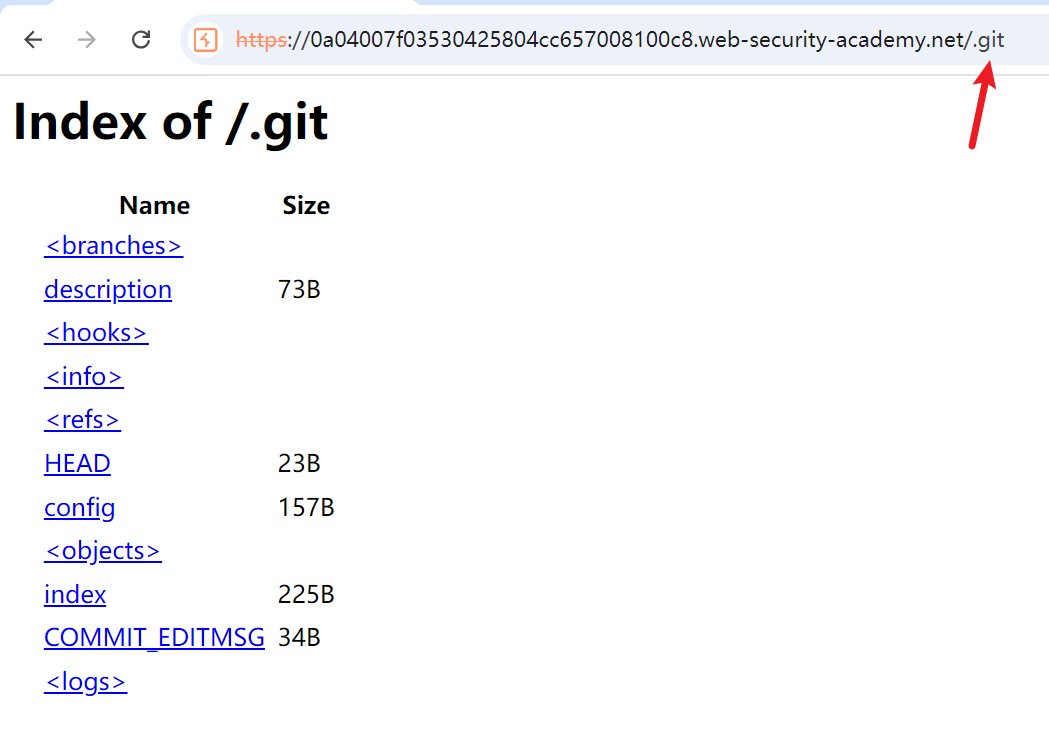 https://0a04007f03530425804cc657008100c8.web-security-academy.net/.git
Index of /.git
Name Size
<branches>
description 73B
<hooks>
<info>
<refs>
HEAD 23B
config 157B
<objects>
index 225B
COMMIT_EDITMSG 34B
<logs>